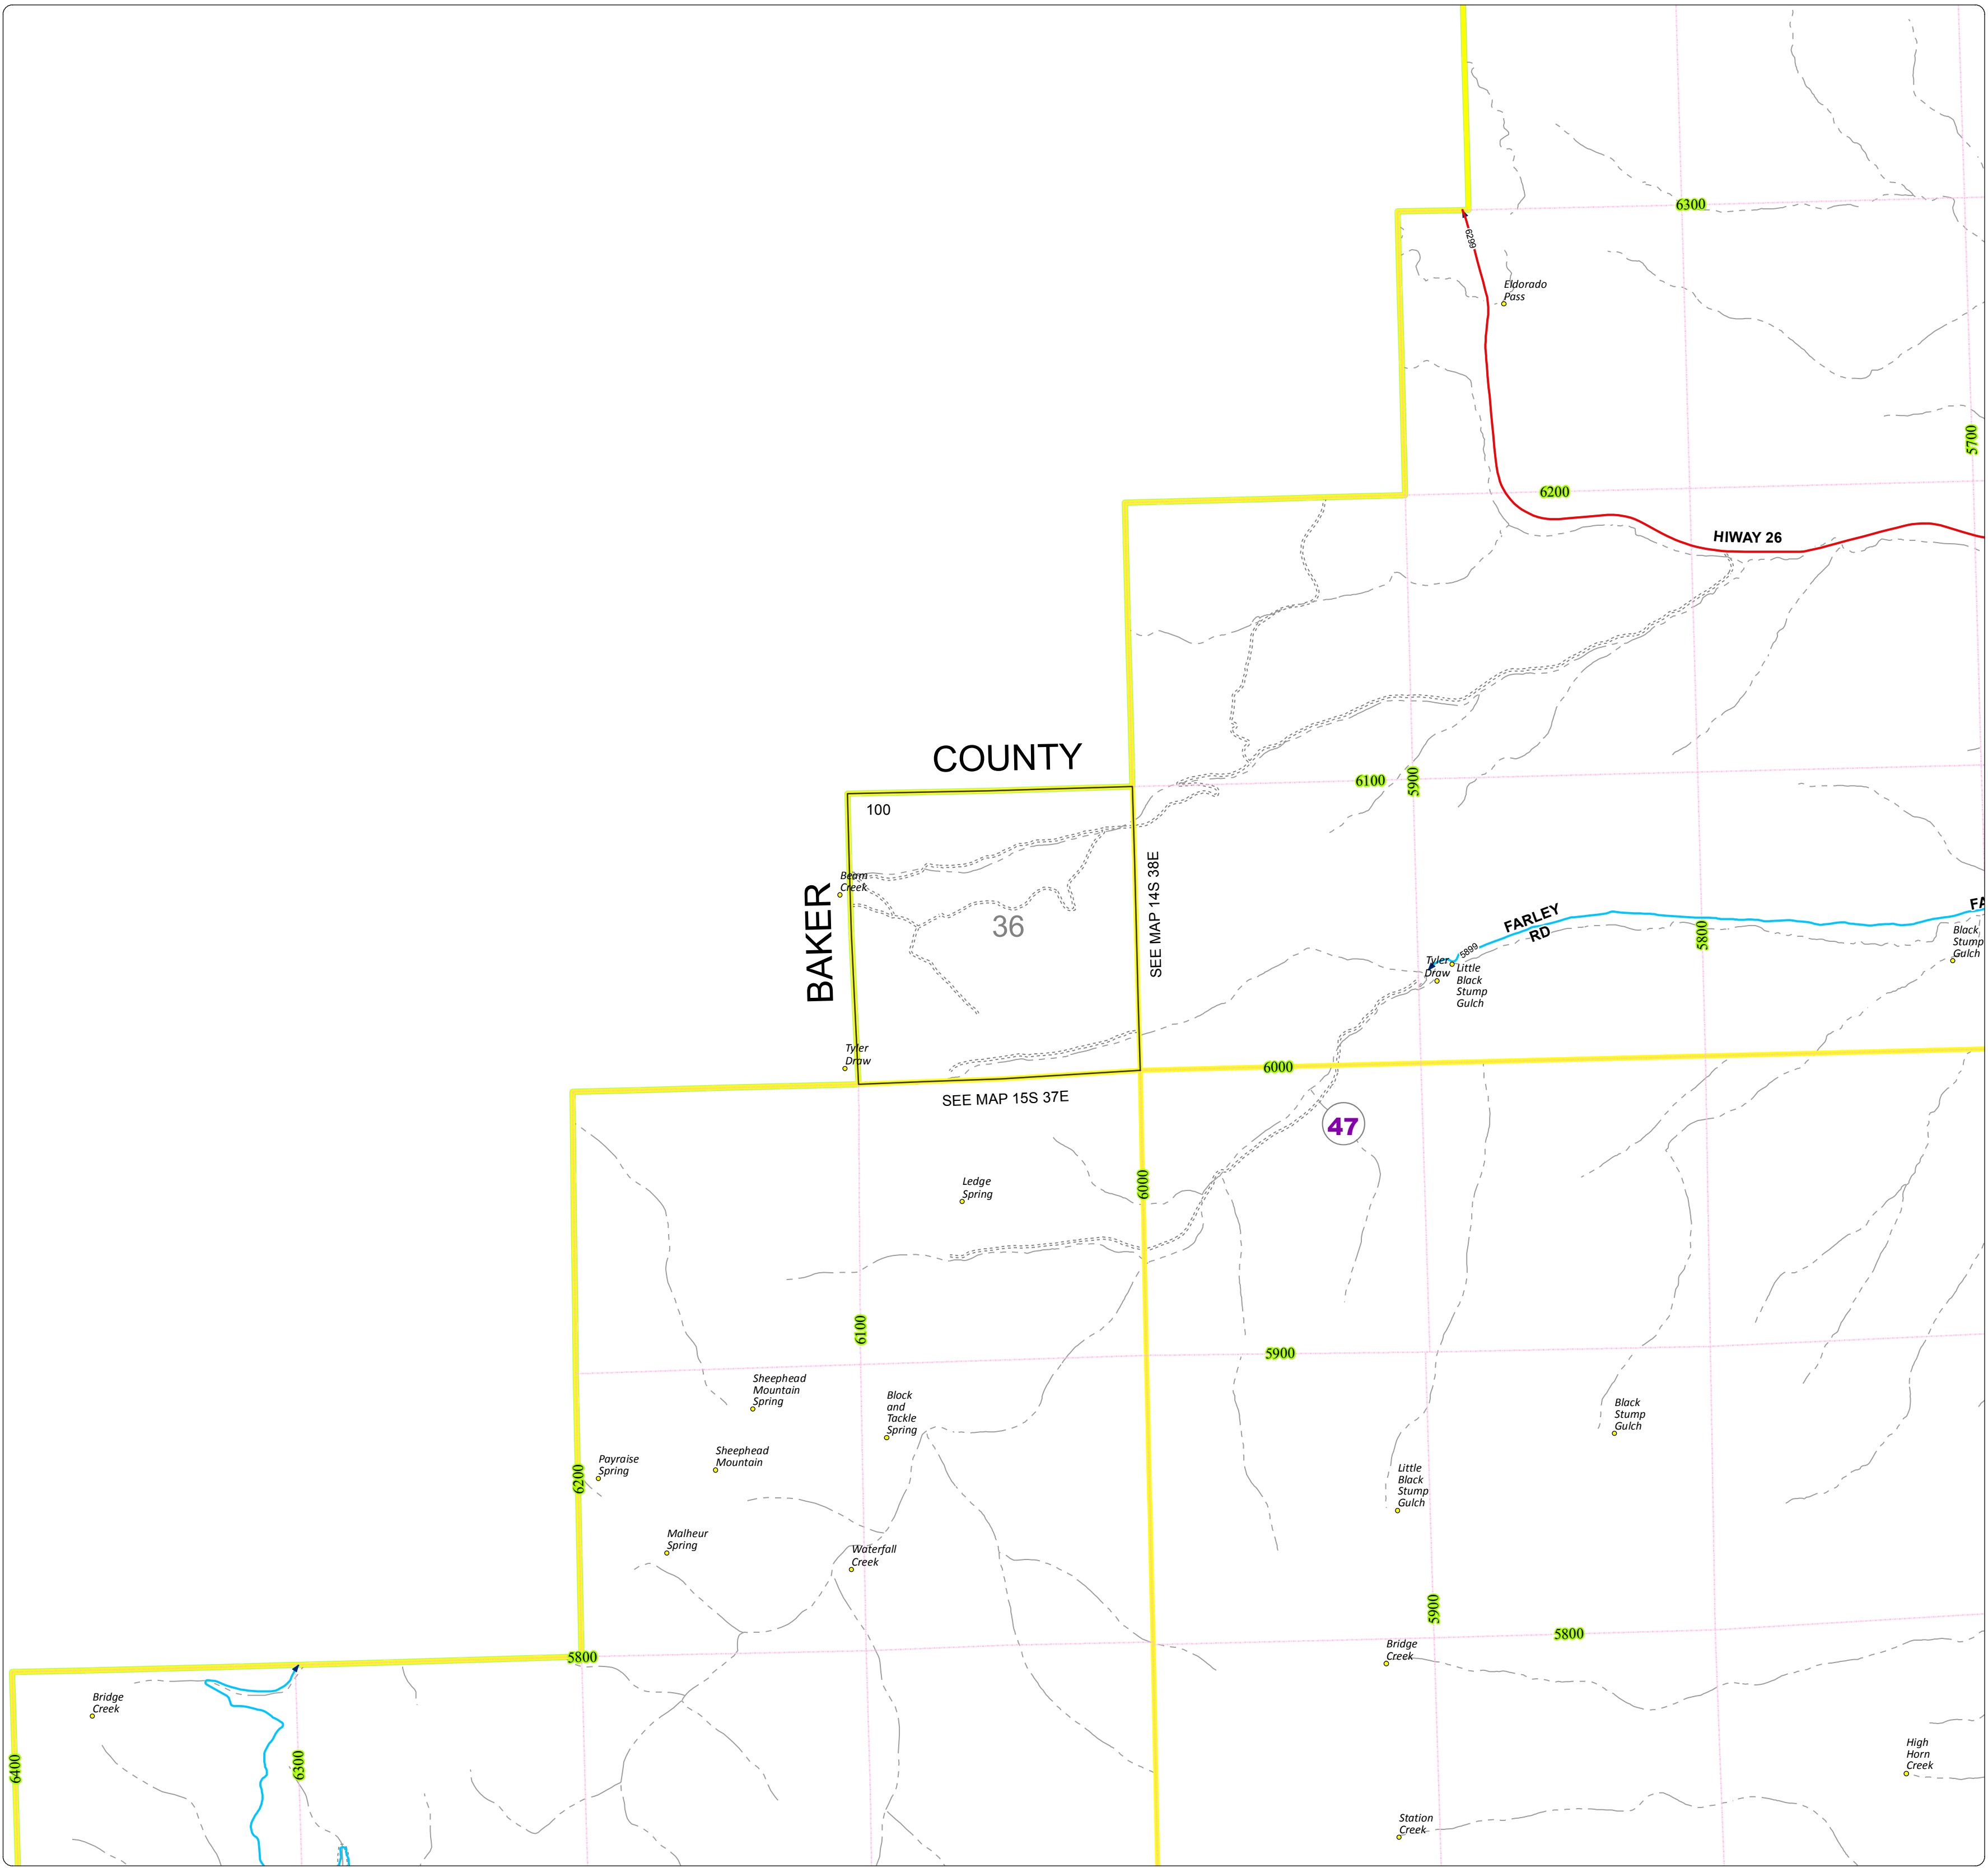 6300
6299
Eldorado
Pass
5700
6200
HIWAY 26
COUNTY
6100
5900
100
BAKER
Beam
Creek
36
SEE MAP 14S 38E
FARLEY
RD
5899
FA
5800
Black
Stump
Gulch
Tyler
Draw
Little
Black
Stump
Gulch
Tyler
Draw
6000
SEE MAP 15S 37E
47
Ledge
Spring
6000
6100
5900
Sheephead
Mountain
Spring
Block
and
Tackle
Spring
Black
Stump
Gulch
Payraise
Spring
Sheephead
Mountain
6200
Little
Black
Stump
Gulch
Malheur
Spring
Waterfall
Creek
5900
5800
5800
Bridge
Creek
Bridge
Creek
6400
6300
High
Horn
Creek
Station
Creek